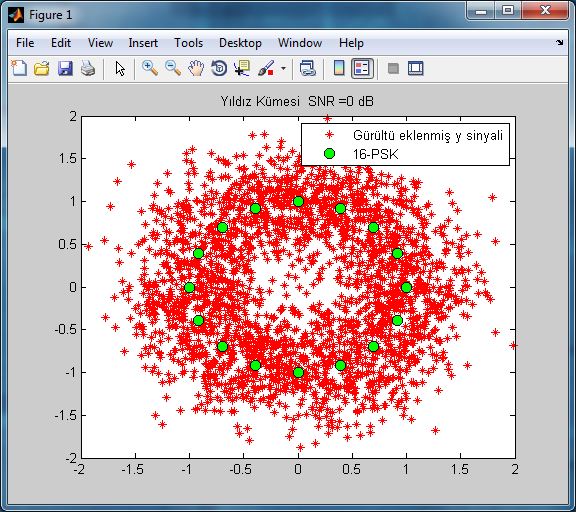 Figure 1
File Edit View Insert Tools Desktop Window Help
Yıldız Kümesi SNR =0 dB
Gürültü eklenmiş y sinyali
16-PSK
2
1.5
1
0.5
0
-0.5
-1
-1.5
-2
-2 -1.5 -1 -0.5 0 0.5 1 1.5 2